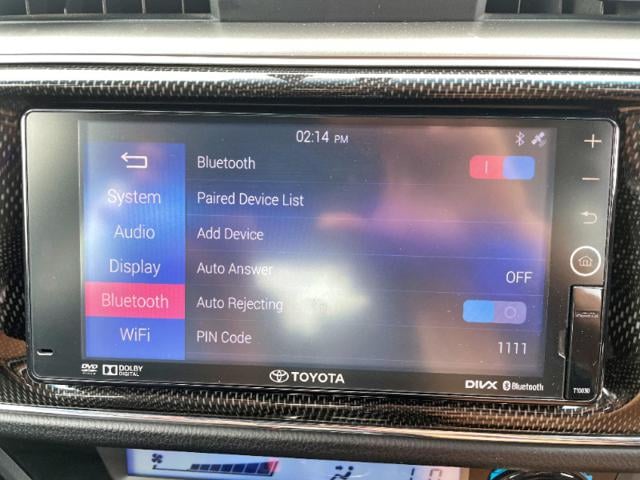 02:14 PM
Bluetooth
System
Paired Device List
Audio
Add Device
Display
Auto Answer
OFF
Bluetooth
Auto Rejecting
WiFi
PIN Code
1111
DVD
DOLBY
DIGITAL
TOYOTA
DIVX
Bluetooth
T10030